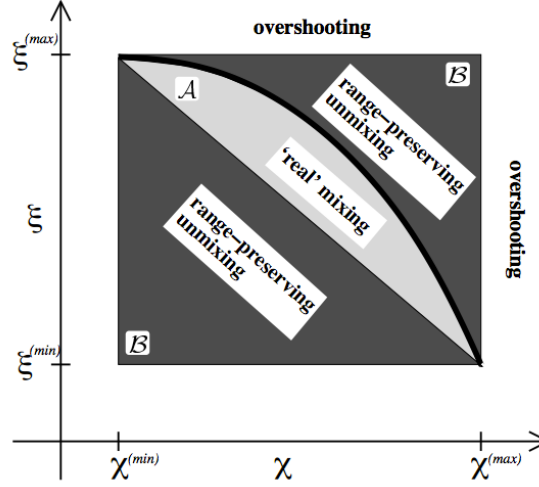 overshooting
ξ(max)
𝓑
𝒜
range–preserving
unmixing
'real' mixing
overshooting
ξ
range–preserving
unmixing
𝓑
ξ(min)
χ(min)
χ
χ(max)